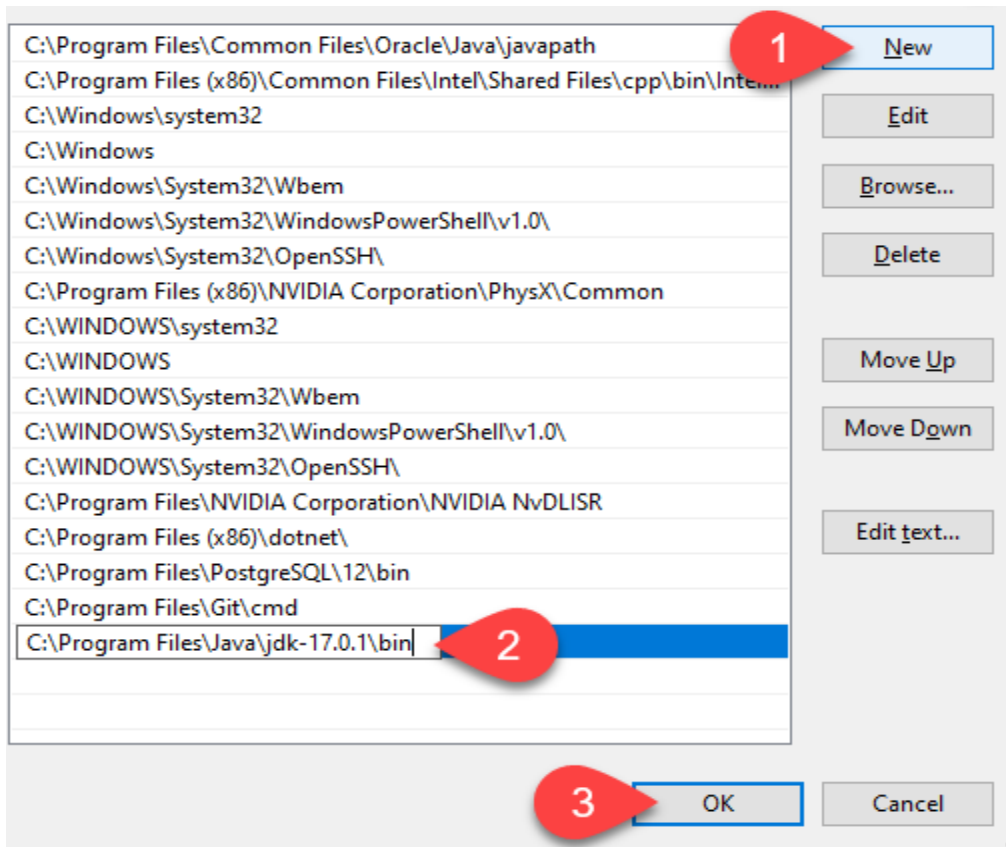 C:\Program Files\Common Files\Oracle\Java\javapath
C:\Program Files (x86)\Common Files\Intel\Shared Files\cpp\bin\Intel...
C:\Windows\system32
C:\Windows
C:\Windows\System32\Wbem
C:\Windows\System32\WindowsPowerShell\v1.0\
C:\Windows\System32\OpenSSH\
C:\Program Files (x86)\NVIDIA Corporation\PhysX\Common
C:\WINDOWS\system32
C:\WINDOWS
C:\WINDOWS\System32\Wbem
C:\WINDOWS\System32\WindowsPowerShell\v1.0\
C:\WINDOWS\System32\OpenSSH\
C:\Program Files\NVIDIA Corporation\NVIDIA NvDLISR
C:\Program Files (x86)\dotnet\
C:\Program Files\PostgreSQL\12\bin
C:\Program Files\Git\cmd
C:\Program Files\Java\jdk-17.0.1\bin
2
1
New
Edit
Browse...
Delete
Move Up
Move Down
Edit text...
3
OK
Cancel